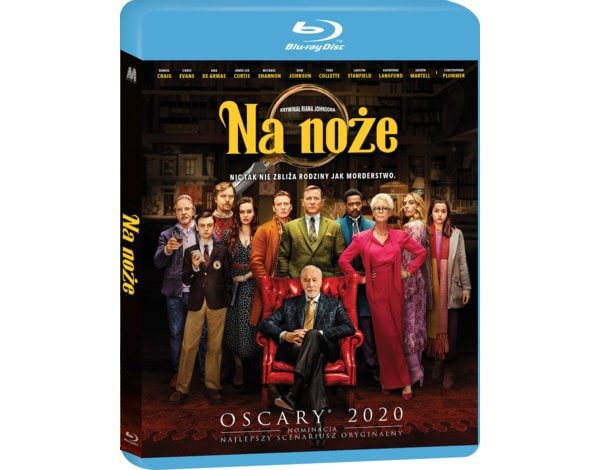 Blu-ray Disc
DANIEL CRAIG CHRIS EVANS ANA DE ARMAS JAMIE LEE CURTIS MICHAEL SHANNON DON JOHNSON TONI COLLETTE LAKEITH STANFIELD KATHERINE LANGFORD JAEDEN MARTELL I CHRISTOPHER PLUMMER
KRYMINAŁ RIANA JOHNSONA
Na noże
NIC TAK NIE ZBLIŻA RODZINY JAK MORDERSTWO.
Na noże
OSCARY® 2020
NOMINACJA
NAJLEPSZY SCENARIUSZ ORYGINALNY